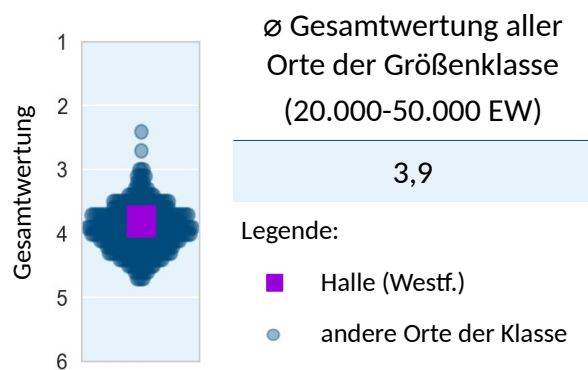 Gesamtwertung
1
2
3
4
5
6
⌀ Gesamtwertung aller
Orte der Größenklasse
(20.000-50.000 EW)
3,9
Legende:
Halle (Westf.)
andere Orte der Klasse